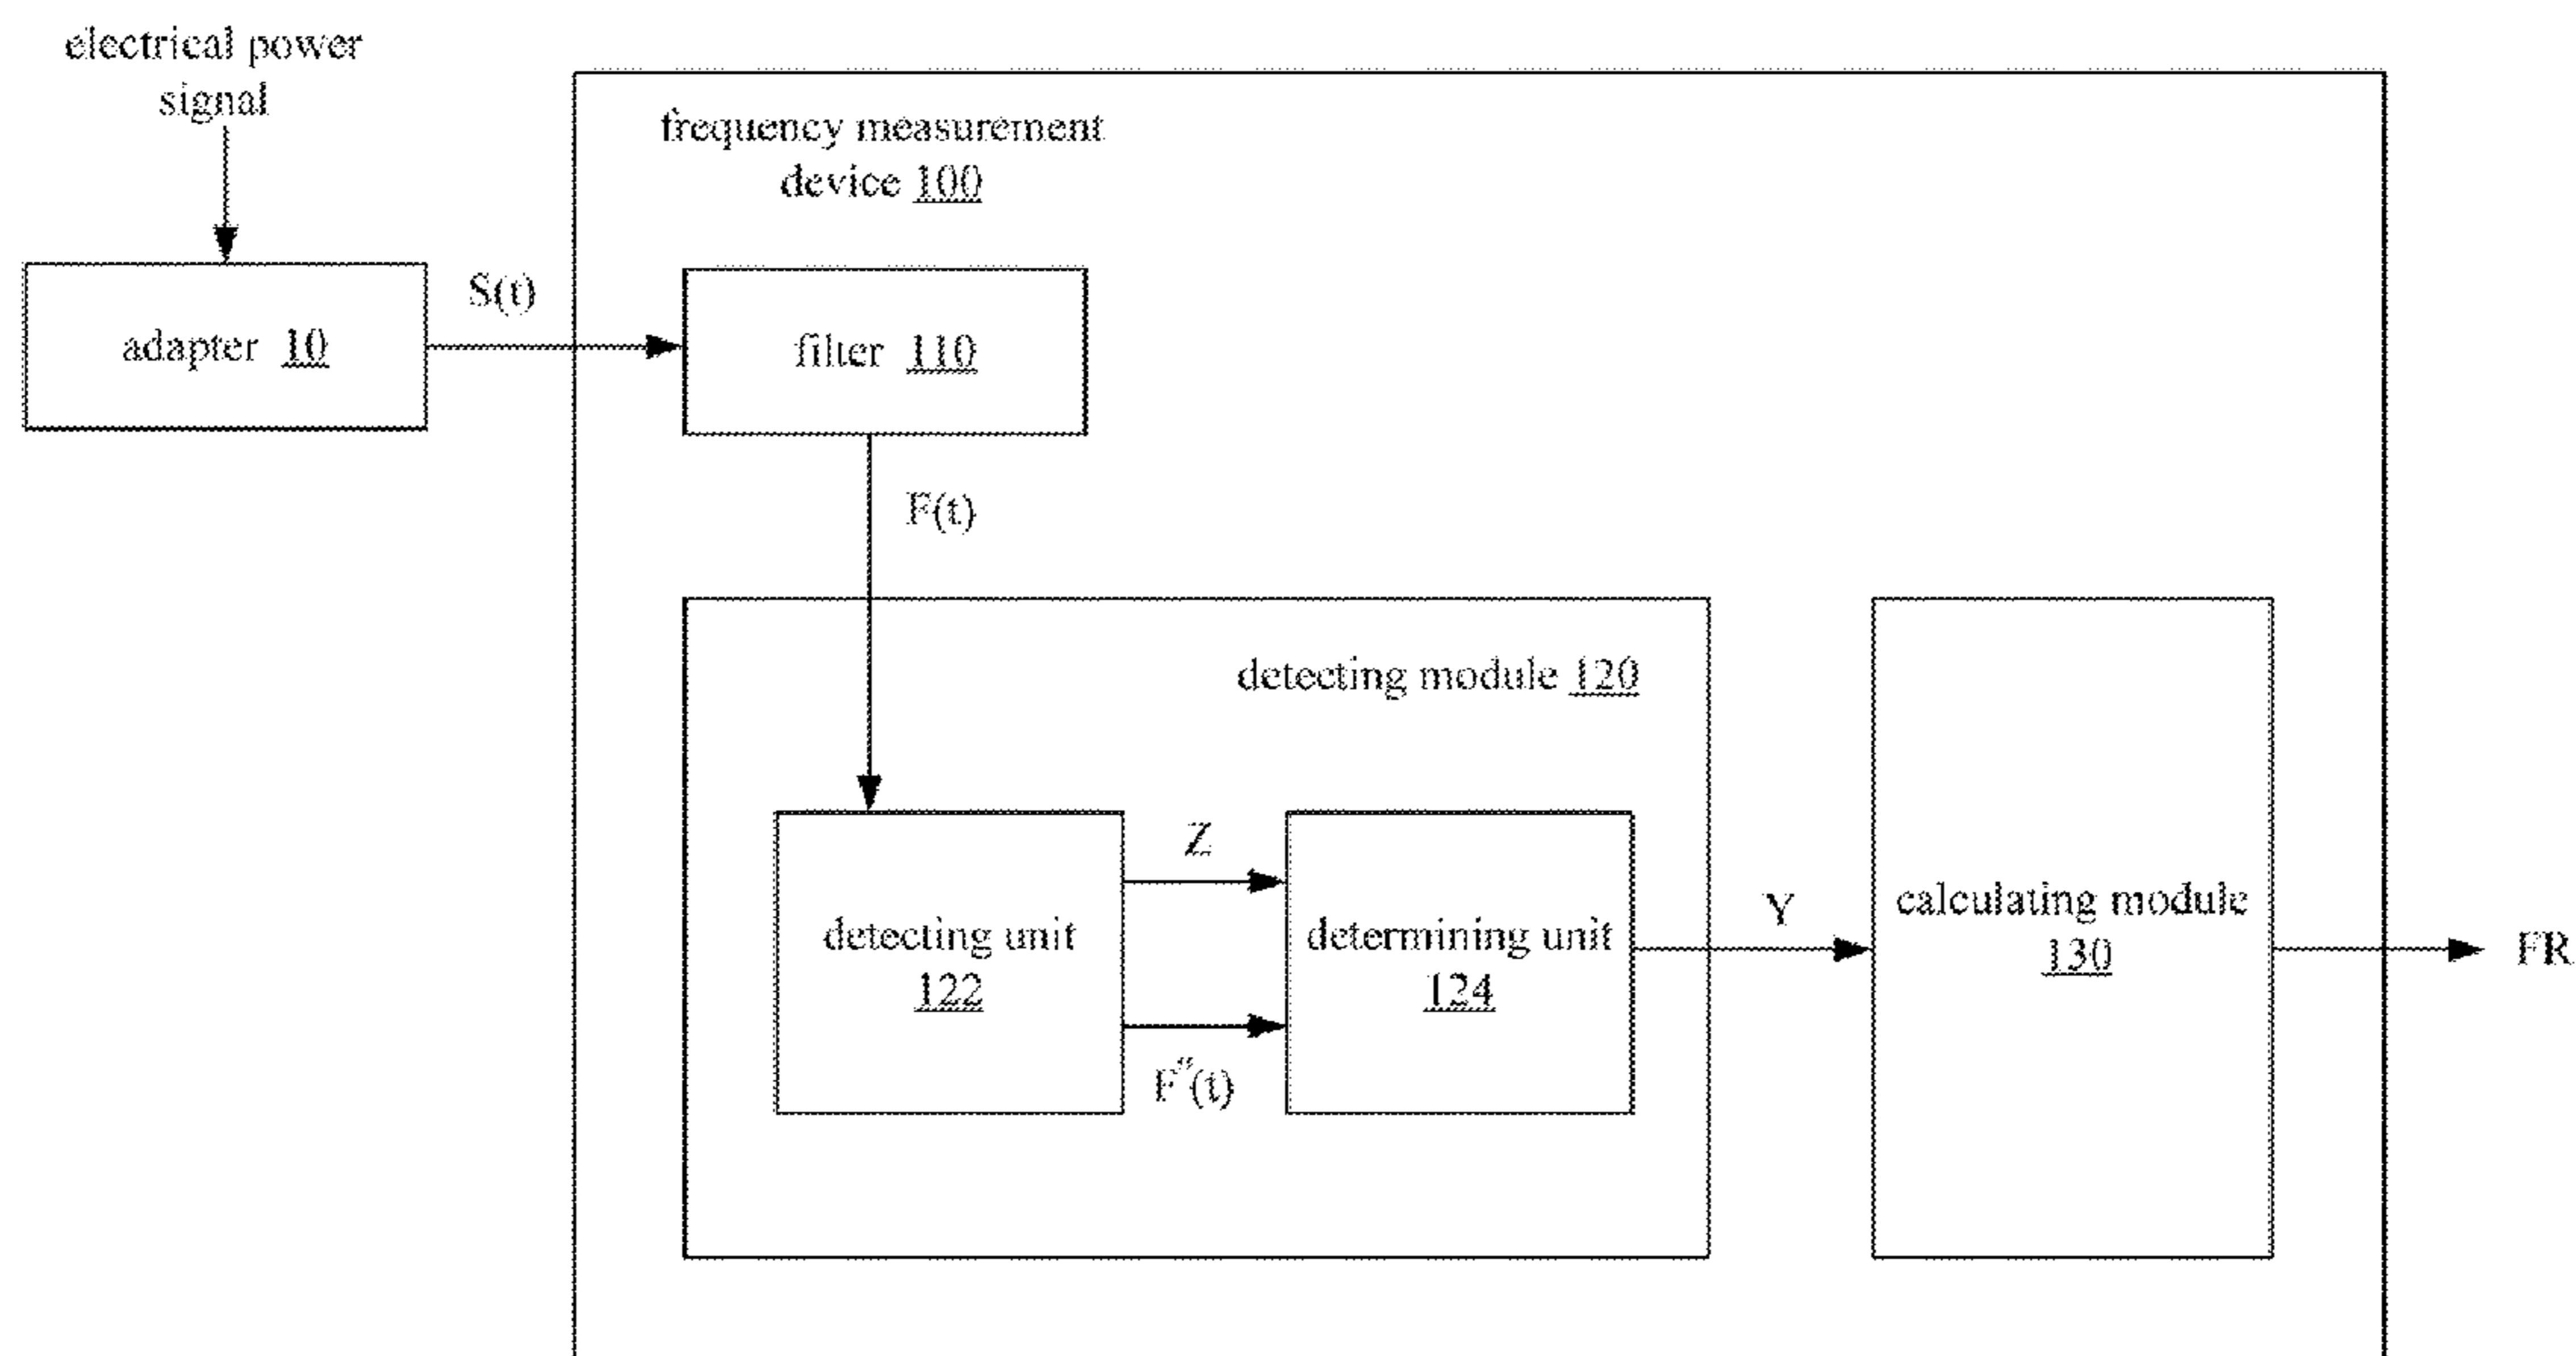 electrical power
signal
frequency measurement
device 100
adapter 10
S(t)
filter 110
F(t)
detecting module 120
detecting unit
122
Z
F"(t)
determining unit
124
Y
calculating module
130
FR